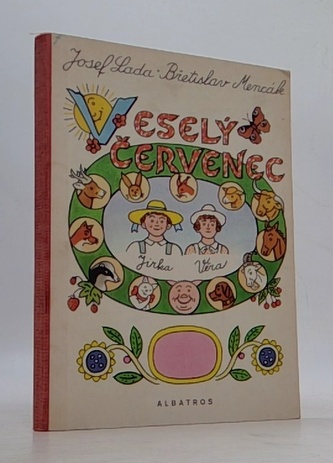 Josef Lada · Břetislav Mencák
VESELÝ
ČERVENEC
Jirka Věra
ALBATROS